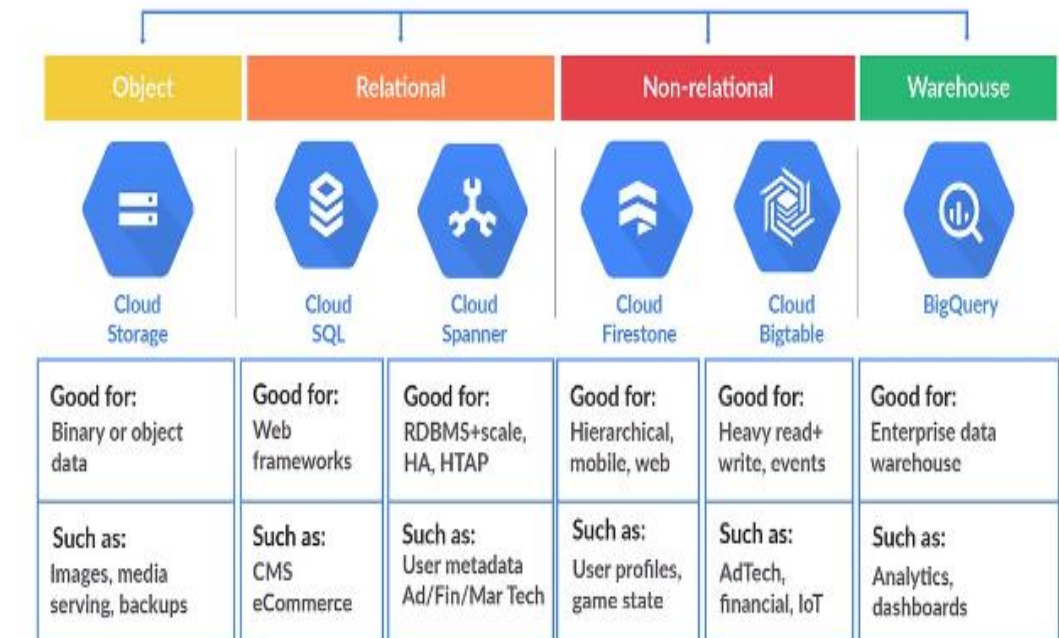 Object
Relational
Non-relational
Warehouse
Cloud
Storage
Cloud
SQL
Cloud
Spanner
Cloud
Firestone
Cloud
Bigtable
BigQuery
Good for:
Binary or object
data
Good for:
Web
frameworks
Good for:
RDBMS+scale,
HA, HTAP
Good for:
Hierarchical,
mobile, web
Good for:
Heavy read+
write, events
Good for:
Enterprise data
warehouse
Such as:
Images, media
serving, backups
Such as:
CMS
eCommerce
Such as:
User metadata
Ad/Fin/Mar Tech
Such as:
User profiles,
game state
Such as:
AdTech,
financial, IoT
Such as:
Analytics,
dashboards